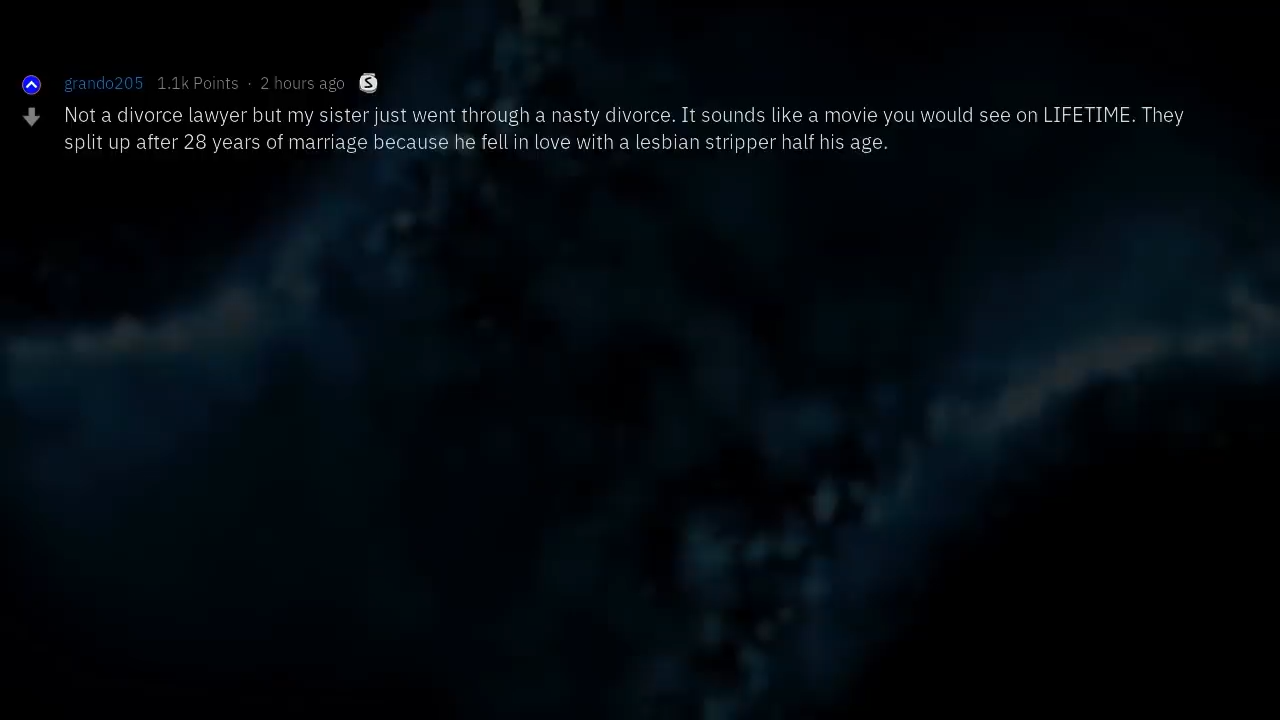 grando205 1.1k Points · 2 hours ago S
Not a divorce lawyer but my sister just went through a nasty divorce. It sounds like a movie you would see on LIFETIME. They
split up after 28 years of marriage because he fell in love with a lesbian stripper half his age.